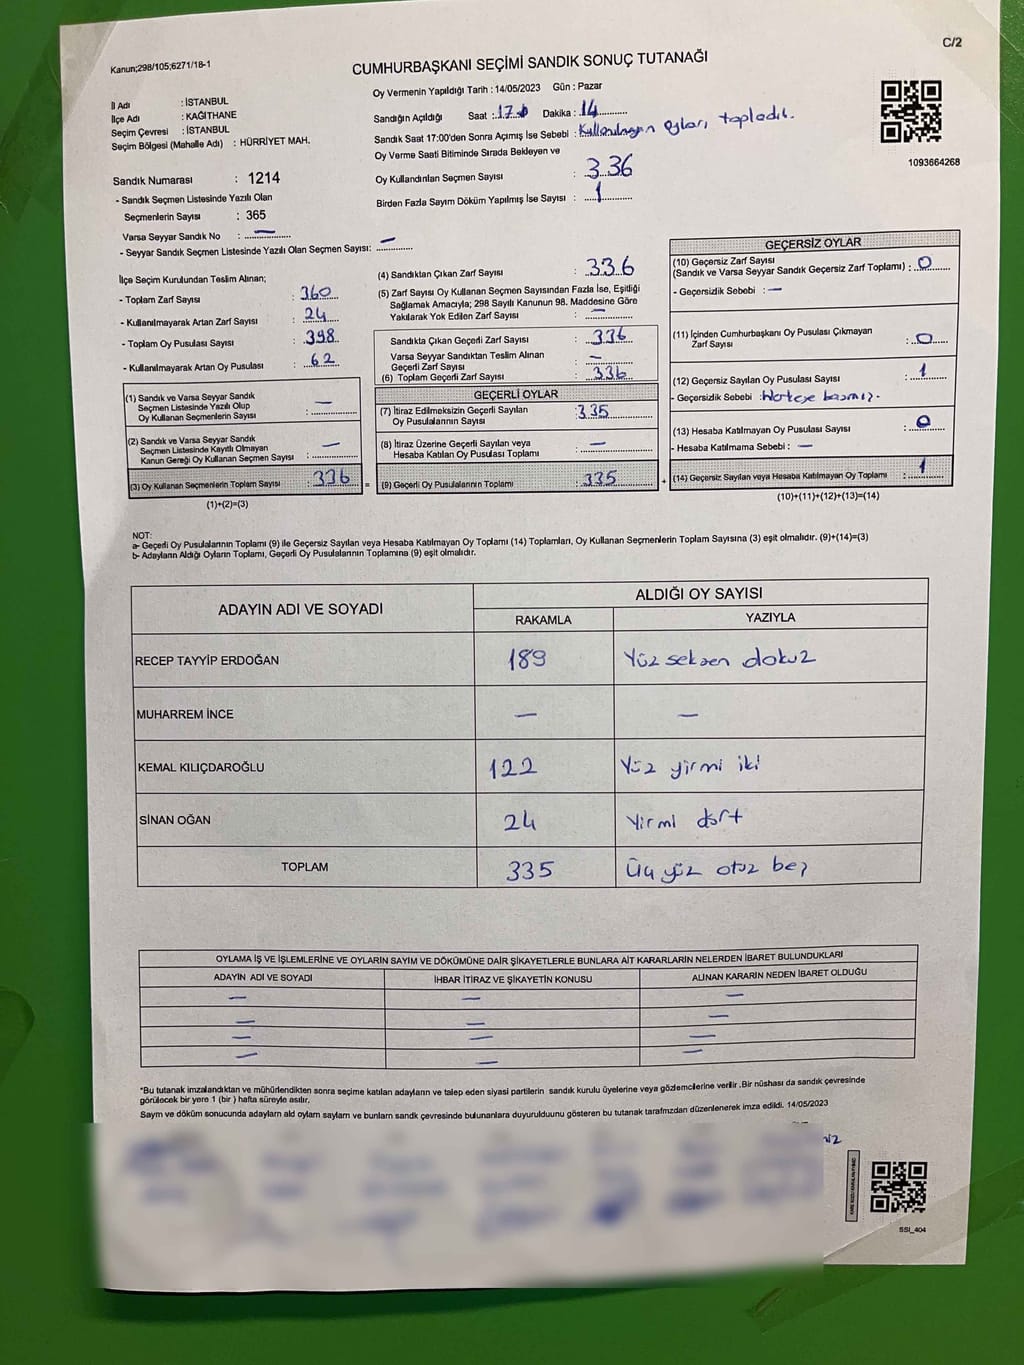 C/2
Kanun;298/105;6271/18-1
CUMHURBAŞKANI SEÇİMİ SANDIK SONUÇ TUTANAĞI
İl Adı : İSTANBUL
İlçe Adı : KAĞITHANE
Seçim Çevresi : İSTANBUL
Seçim Bölgesi (Mahalle Adı) : HÜRRİYET MAH.
Oy Vermenin Yapıldığı Tarih : 14/05/2023 Gün : Pazar
Sandığın Açıldığı Saat : 17 Dakika : 14
Sandık Saat 17:00'den Sonra Açımış İse Sebebi : Kullanılmayan oyları topladık.
Oy Verme Saati Bitiminde Sırada Bekleyen ve
Oy Kullandırılan Seçmen Sayısı : 336
Birden Fazla Sayım Döküm Yapılmış İse Sayısı : 1
1093664268
Sandık Numarası : 1214
- Sandık Seçmen Listesinde Yazılı Olan
Seçmenlerin Sayısı : 365
Varsa Seyyar Sandık No : —
- Seyyar Sandık Seçmen Listesinde Yazılı Olan Seçmen Sayısı: —
İlçe Seçim Kurulundan Teslim Alınan;
- Toplam Zarf Sayısı : 360
- Kullanılmayarak Artan Zarf Sayısı : 24
- Toplam Oy Pusulası Sayısı : 398
- Kullanılmayarak Artan Oy Pusulası : 62
(1) Sandık ve Varsa Seyyar Sandık
Seçmen Listesinde Yazılı Olup
Oy Kullanan Seçmenlerin Sayısı : —
(2) Sandık ve Varsa Seyyar Sandık
Seçmen Listesinde Kayıtlı Olmayan
Kanun Gereği Oy Kullanan Seçmen Sayısı : —
(3) Oy Kullanan Seçmenlerin Toplam Sayısı : 336 =
(1)+(2)=(3)
(4) Sandıktan Çıkan Zarf Sayısı : 336
(5) Zarf Sayısı Oy Kullanan Seçmen Sayısından Fazla İse, Eşitliği
Sağlamak Amacıyla; 298 Sayılı Kanunun 98. Maddesine Göre
Yakılarak Yok Edilen Zarf Sayısı : —
Sandıkta Çıkan Geçerli Zarf Sayısı : 336
Varsa Seyyar Sandıktan Teslim Alınan
Geçerli Zarf Sayısı : —
(6) Toplam Geçerli Zarf Sayısı : 336
GEÇERLİ OYLAR
(7) İtiraz Edilmeksizin Geçerli Sayılan
Oy Pusulasının Sayısı : 335
(8) İtiraz Üzerine Geçerli Sayılan veya
Hesaba Katılan Oy Pusulası Toplamı : —
(9) Geçerli Oy Pusulalarının Toplamı : 335 +
GEÇERSİZ OYLAR
(10) Geçersiz Zarf Sayısı
(Sandık ve Varsa Seyyar Sandık Geçersiz Zarf Toplamı) : 0
- Geçersizlik Sebebi : —
(11) İçinden Cumhurbaşkanı Oy Pusulası Çıkmayan
Zarf Sayısı : 0
(12) Geçersiz Sayılan Oy Pusulası Sayısı : 1
- Geçersizlik Sebebi : Herkese basmış.
(13) Hesaba Katılmayan Oy Pusulası Sayısı : 0
- Hesaba Katılmama Sebebi : —
(14) Geçersiz Sayılan veya Hesaba Katılmayan Oy Toplamı : 1
(10)+(11)+(12)+(13)=(14)
NOT:
a- Geçerli Oy Pusulalarının Toplamı (9) ile Geçersiz Sayılan veya Hesaba Katılmayan Oy Toplamı (14) Toplamları, Oy Kullanan Seçmenlerin Toplam Sayısına (3) eşit olmalıdır. (9)+(14)=(3)
b- Adayların Aldığı Oyların Toplamı, Geçerli Oy Pusulalarının Toplamına (9) eşit olmalıdır.
ADAYIN ADI VE SOYADI ALDIĞI OY SAYISI
RAKAMLA YAZIYLA
RECEP TAYYİP ERDOĞAN 189 Yüz seksen dokuz
MUHARREM İNCE — —
KEMAL KILIÇDAROĞLU 122 Yüz yirmi iki
SİNAN OĞAN 24 Yirmi dört
TOPLAM 335 Üç yüz otuz beş
OYLAMA İŞ VE İŞLEMLERİNE VE OYLARIN SAYIM VE DÖKÜMÜNE DAİR ŞİKAYETLERLE BUNLARA AİT KARARLARIN NELERDEN İBARET BULUNDUKLARI
ADAYIN ADI VE SOYADI İHBAR İTİRAZ VE ŞİKAYETİN KONUSU ALINAN KARARIN NEDEN İBARET OLDUĞU
— — —
— — —
— — —
— — —
*Bu tutanak imzalandıktan ve mühürlendikten sonra seçime katılan adayların ve talep eden siyasi partilerin sandık kurulu üyelerine veya gözlemcilerine verilir .Bir nüshası da sandık çevresinde
görülecek bir yere 1 (bir ) hafta süreyle asılır.
Sayım ve döküm sonucunda adayların ald oyların sayların ve bunların sandk çevresinde bulunanlara duyurulduunu gösteren bu tutanak tarafmzdan düzenlenerek imza edildi. 14/05/2023
SSI_404